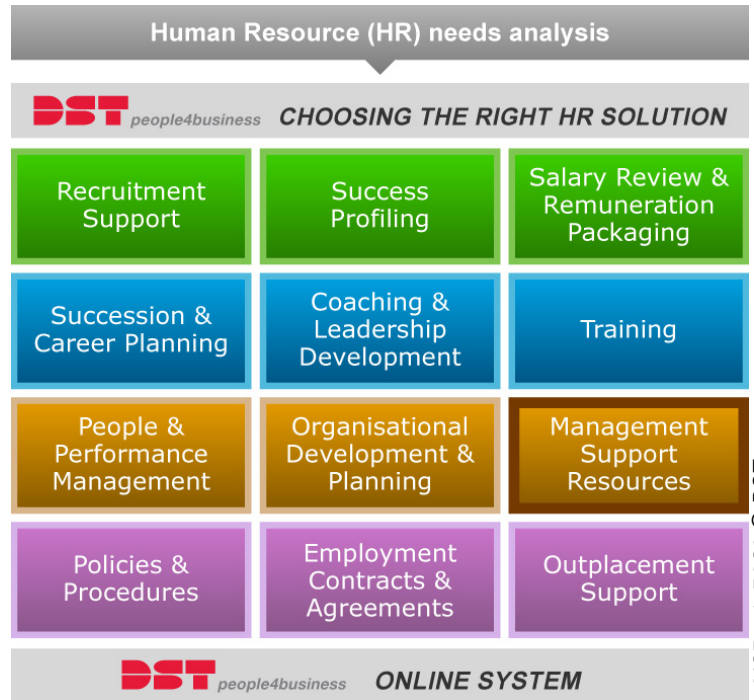 Human Resource (HR) needs analysis
DST people4business CHOOSING THE RIGHT HR SOLUTION
Recruitment
Support
Success
Profiling
Salary Review &
Remuneration
Packaging
Succession &
Career Planning
Coaching &
Leadership
Development
Training
People &
Performance
Management
Organisational
Development &
Planning
Management
Support
Resources
Policies &
Procedures
Employment
Contracts &
Agreements
Outplacement
Support
DST people4business ONLINE SYSTEM